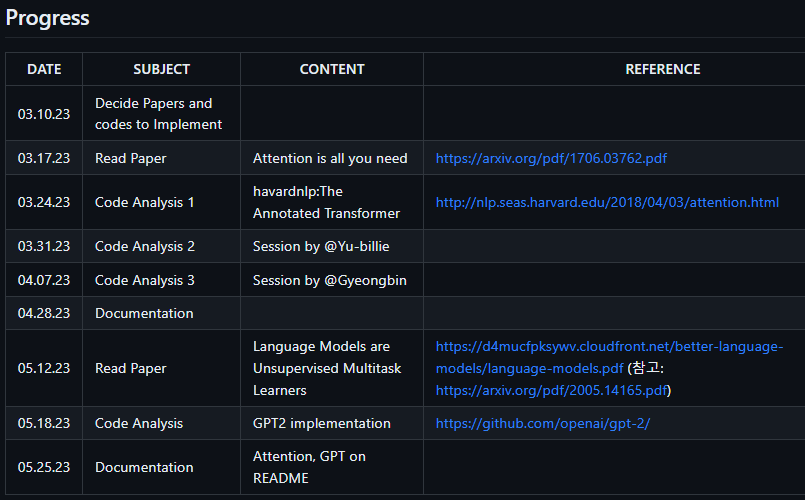 Progress
DATE SUBJECT CONTENT REFERENCE
03.10.23 Decide Papers and
codes to Implement
03.17.23 Read Paper Attention is all you need https://arxiv.org/pdf/1706.03762.pdf
03.24.23 Code Analysis 1 havardnlp:The
Annotated Transformer http://nlp.seas.harvard.edu/2018/04/03/attention.html
03.31.23 Code Analysis 2 Session by @Yu-billie
04.07.23 Code Analysis 3 Session by @Gyeongbin
04.28.23 Documentation
05.12.23 Read Paper Language Models are
Unsupervised Multitask
Learners
https://d4mucfpksywv.cloudfront.net/better-language-
models/language-models.pdf (참고:
https://arxiv.org/pdf/2005.14165.pdf)
05.18.23 Code Analysis GPT2 implementation https://github.com/openai/gpt-2/
05.25.23 Documentation Attention, GPT on
README